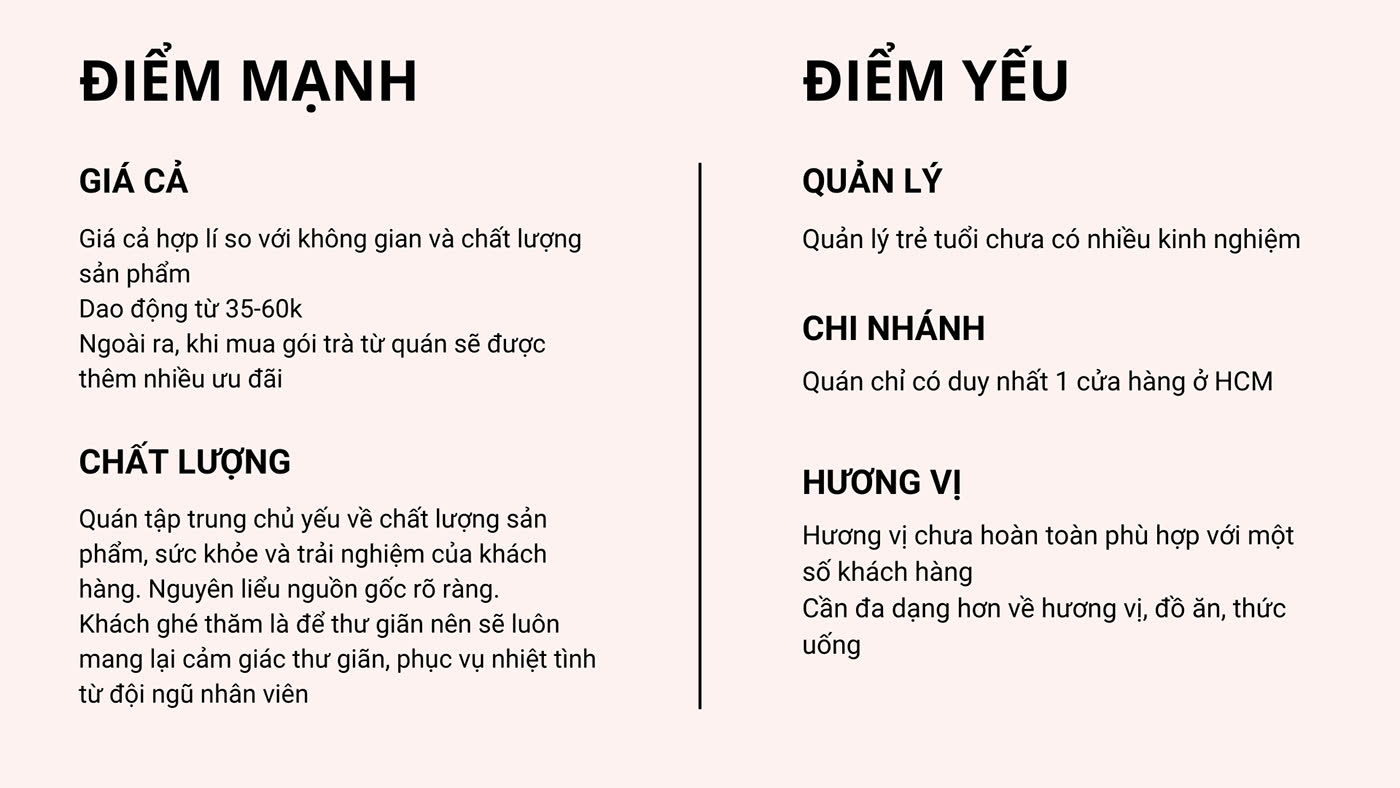 ĐIỂM MẠNH
GIÁ CẢ
Giá cả hợp lí so với không gian và chất lượng
sản phẩm
Dao động từ 35-60k
Ngoài ra, khi mua gói trà từ quán sẽ được
thêm nhiều ưu đãi
CHẤT LƯỢNG
Quán tập trung chủ yếu về chất lượng sản
phẩm, sức khỏe và trải nghiệm của khách
hàng. Nguyên liểu nguồn gốc rõ ràng.
Khách ghé thăm là để thư giãn nên sẽ luôn
mang lại cảm giác thư giãn, phục vụ nhiệt tình
từ đội ngũ nhân viên
ĐIỂM YẾU
QUẢN LÝ
Quản lý trẻ tuổi chưa có nhiều kinh nghiệm
CHI NHÁNH
Quán chỉ có duy nhất 1 cửa hàng ở HCM
HƯƠNG VỊ
Hương vị chưa hoàn toàn phù hợp với một
số khách hàng
Cần đa dạng hơn về hương vị, đồ ăn, thức
uống